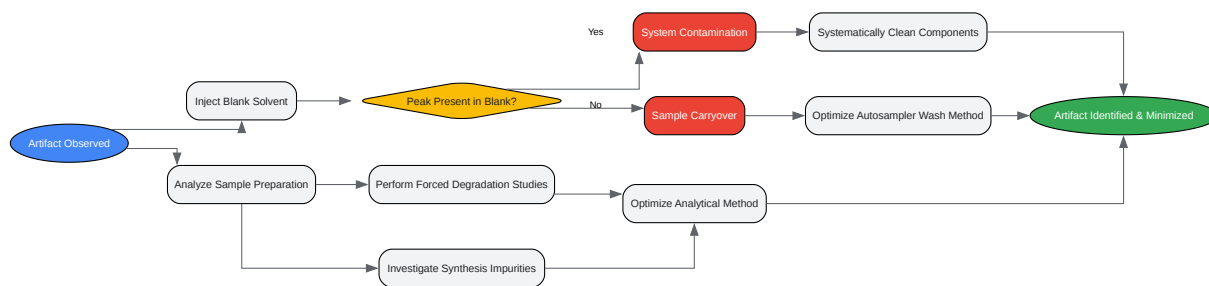 Artifact Observed
Inject Blank Solvent
Peak Present in Blank?
Yes
System Contamination
Systematically Clean Components
No
Sample Carryover
Optimize Autosampler Wash Method
Artifact Identified & Minimized
Analyze Sample Preparation
Perform Forced Degradation Studies
Optimize Analytical Method
Investigate Synthesis Impurities